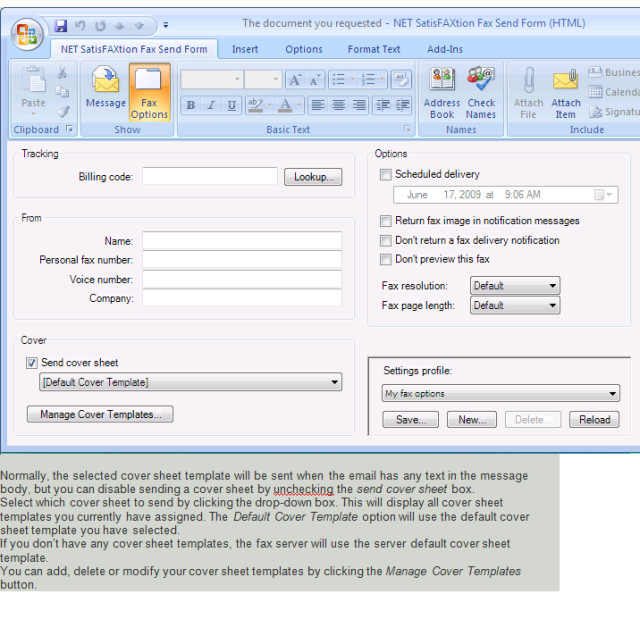 The document you requested - NET SatisFAXtion Fax Send Form (HTML)
NET SatisFAXtion Fax Send Form Insert Options Format Text Add-Ins
Paste Message Fax Options Address Book Check Names Attach File Attach Item
B I U ab A A A
Clipboard Show Basic Text Names Include
Tracking
Billing code: Lookup...
From
Name:
Personal fax number:
Voice number:
Company:
Cover
Send cover sheet
[Default Cover Template]
Manage Cover Templates...
Options
Scheduled delivery
June 17, 2009 at 9:06 AM
Return fax image in notification messages
Don't return a fax delivery notification
Don't preview this fax
Fax resolution: Default
Fax page length: Default
Settings profile:
My fax options
Save... New... Delete... Reload
Normally, the selected cover sheet template will be sent when the email has any text in the message
body, but you can disable sending a cover sheet by unchecking the send cover sheet box.
Select which cover sheet to send by clicking the drop-down box. This will display all cover sheet
templates you currently have assigned. The Default Cover Template option will use the default cover
sheet template you have selected.
If you don't have any cover sheet templates, the fax server will use the server default cover sheet
template.
You can add, delete or modify your cover sheet templates by clicking the Manage Cover Templates
button.